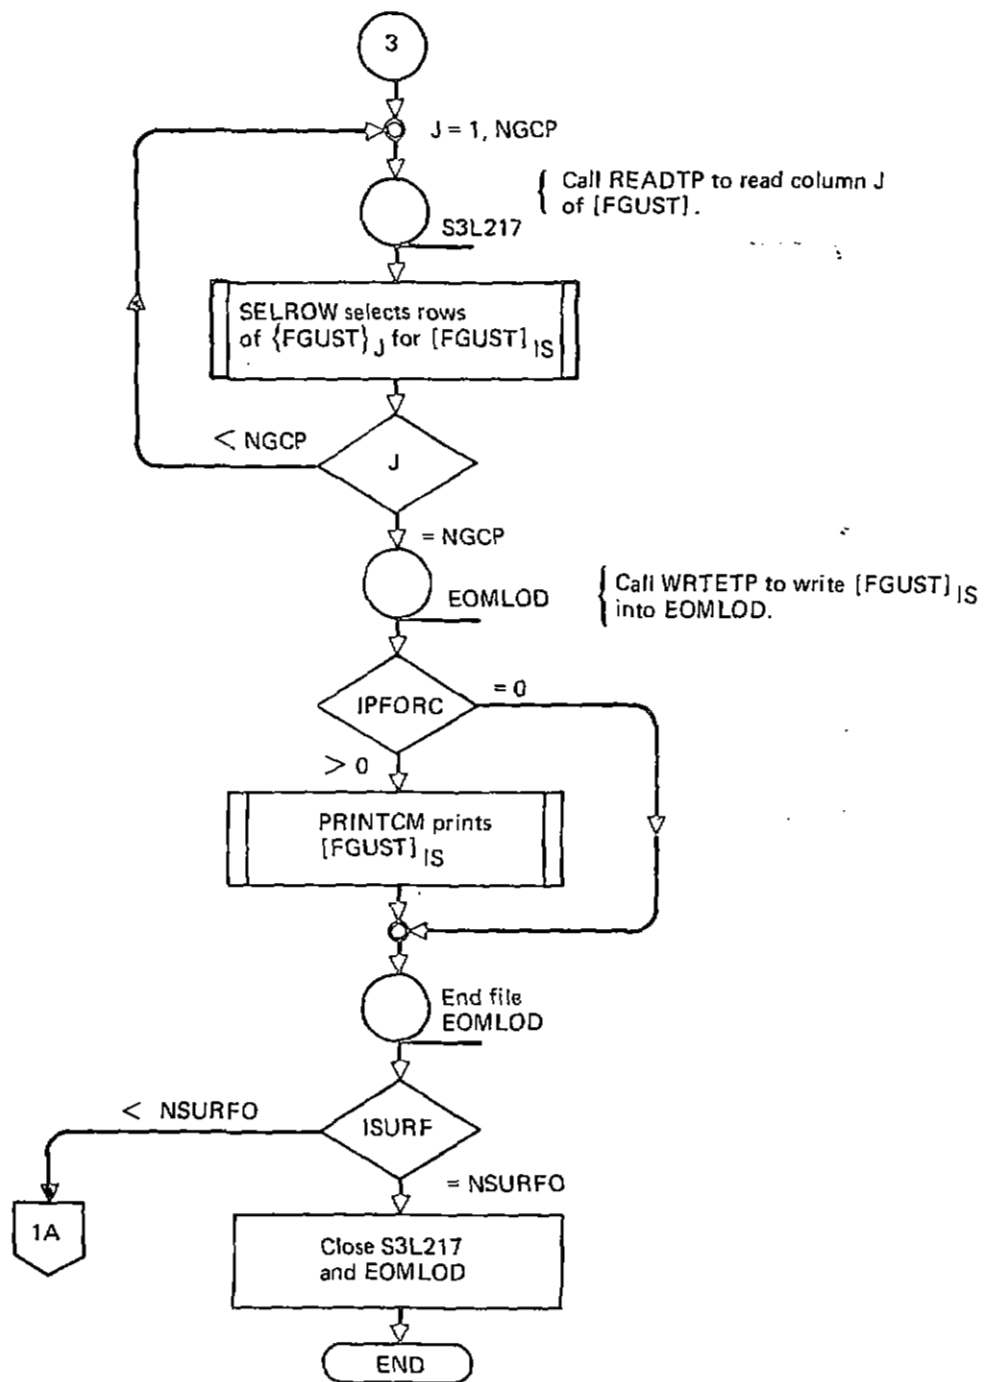 3
J = 1, NGCP
{ Call READTP to read column J
of [FGUST].
S3L217
SELROW selects rows
of {FGUST}J for [FGUST]IS
< NGCP
J
= NGCP
EOMLOD
{ Call WRTETP to write [FGUST]IS
into EOMLOD.
= 0
IPFORC
> 0
PRINTCM prints
[FGUST]IS
End file
EOMLOD
< NSURFO
ISURF
= NSURFO
1A
Close S3L217
and EOMLOD
END